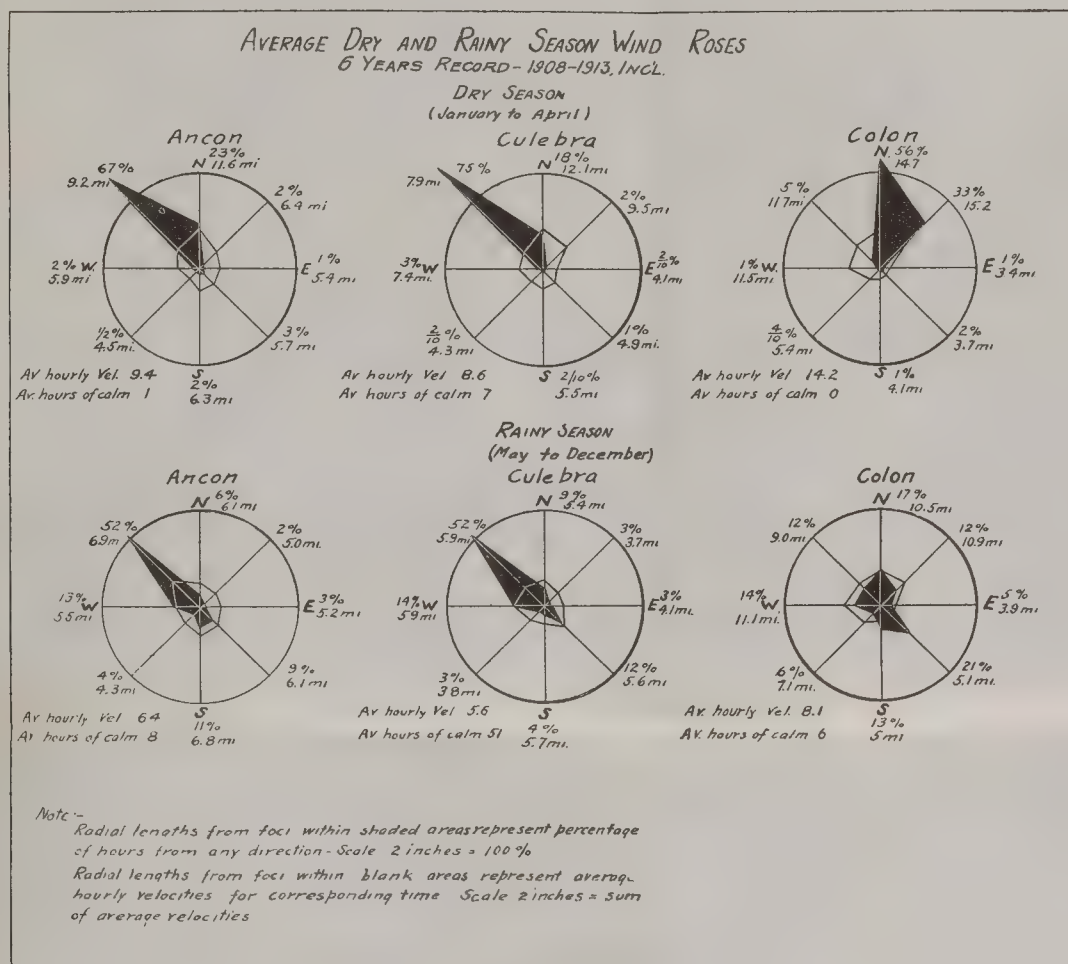 AVERAGE DRY AND RAINY SEASON WIND ROSES
6 YEARS RECORD - 1908-1913, INCL.
DRY SEASON
(January to April)
Ancon
N 23%
11.6 mi
67%
9.2 mi
2%
6.4 mi
2% W.
5.9 mi
E 1%
5.4 mi
1/2%
4.5 mi.
3%
5.7 mi
S
2%
6.3 mi
Av hourly Vel. 9.4
Av. hours of calm 1
Culebra
N 18%
12.1 mi
75%
7.9 mi
2%
9.5 mi
3% W
7.4 mi
E 2/10%
4.1 mi
2/10 %
4.3 mi
1%
4.9 mi.
S 2/10%
5.5 mi
Av hourly Vel 8.6
Av hours of calm 7
Colon
N. 56%
14.7
5%
11.7 mi
33%
15.2
1% W.
11.5 mi
E 1%
3.4 mi
4/10 %
5.4 mi
2%
3.7 mi
S 1%
4.1 mi
Av hourly Vel 14.2
Av hours of calm 0
RAINY SEASON
(May to December)
Ancon
N 6%
6.1 mi
52%
6.9 m
2%
5.0 mi.
13% W
5.5 mi
E 3%
5.2 mi
4%
4.3 mi
9%
6.1 mi
S
11%
6.8 mi
Av hourly Vel 6.4
Av hours of calm 8
Culebra
N 9%
5.4 mi
52%
5.9 mi
3%
3.7 mi
14% W
5.9 mi
E 3%
4.1 mi
3%
3.8 mi
12%
5.6 mi
S
4%
5.7 mi.
Av hourly Vel 5.6
Av hours of calm 51
Colon
N 17%
10.5 mi
12%
9.0 mi
12%
10.9 mi
14% W.
11.1 mi.
E 5%
3.9 mi
6%
7.1 mi.
21%
5.1 mi.
S
13%
5 mi
Av. hourly Vel. 8.1
Av. hours of calm 6
Note:-
Radial lengths from foci within shaded areas represent percentage
of hours from any direction - Scale 2 inches = 100 %
Radial lengths from foci within blank areas represent average
hourly velocities for corresponding time Scale 2 inches = sum
of average velocities